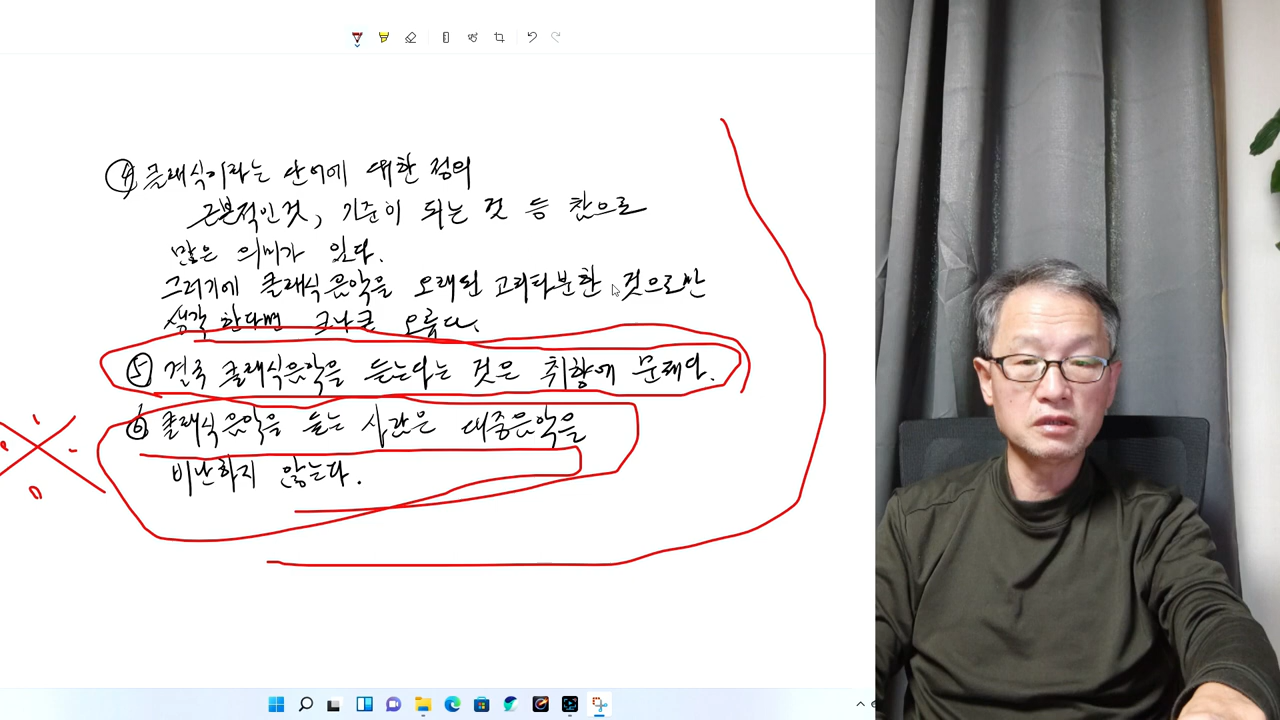 ④ 클래식이라는 단어에 대한 정의
근본적인것, 기준이 되는 것 등 참으로
많은 의미가 있다.
그러기에 클래식음악을 오래된 고리타분한 것으로만
생각 한다면 크나큰 오류다.
⑤ 결국 클래식음악을 듣는다는 것은 취향에 문제다.
⑥ 클래식음악을 듣는 사람은 대중음악을
비난하지 않는다.